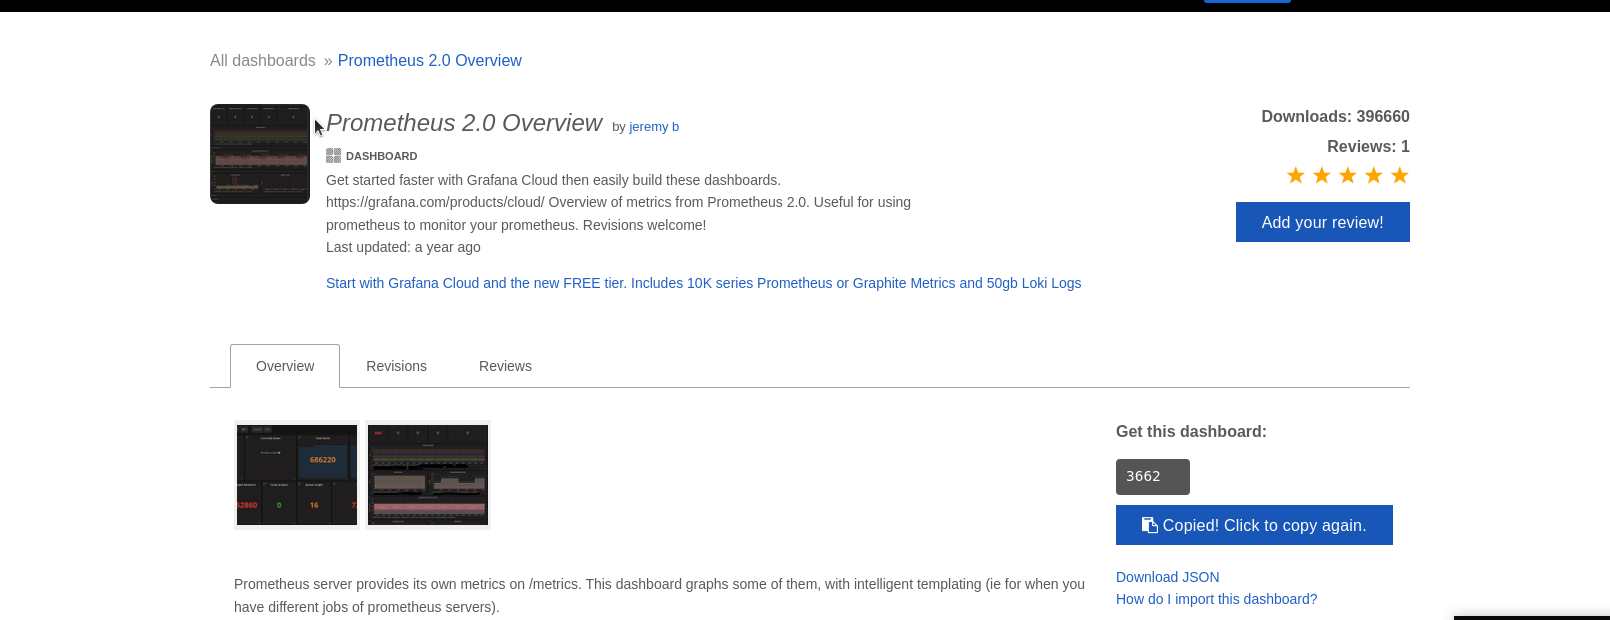 All dashboards » Prometheus 2.0 Overview
Prometheus 2.0 Overview by jeremy b
DASHBOARD
Get started faster with Grafana Cloud then easily build these dashboards.
https://grafana.com/products/cloud/ Overview of metrics from Prometheus 2.0. Useful for using
prometheus to monitor your prometheus. Revisions welcome!
Last updated: a year ago
Start with Grafana Cloud and the new FREE tier. Includes 10K series Prometheus or Graphite Metrics and 50gb Loki Logs
Downloads: 396660
Reviews: 1
Add your review!
Overview
Revisions
Reviews
686220
52860
0
16
Get this dashboard:
3662
Copied! Click to copy again.
Download JSON
How do I import this dashboard?
Prometheus server provides its own metrics on /metrics. This dashboard graphs some of them, with intelligent templating (ie for when you
have different jobs of prometheus servers).